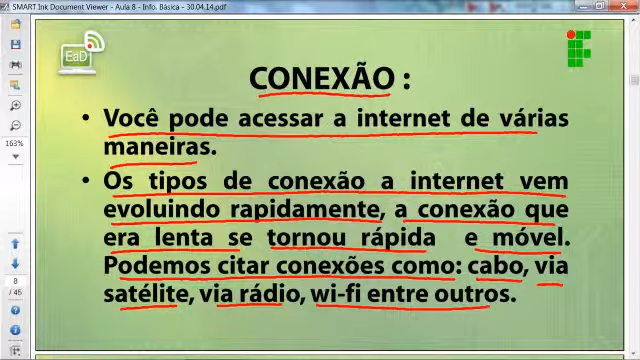 SMART Ink Document Viewer - Aula 8 - Info. Básica - 30.04.14.pdf
EaD
CONEXÃO :
• Você pode acessar a internet de várias
maneiras.
• Os tipos de conexão a internet vem
evoluindo rapidamente, a conexão que
era lenta se tornou rápida e móvel.
Podemos citar conexões como: cabo, via
satélite, via rádio, wi-fi entre outros.
163%
8
/ 46